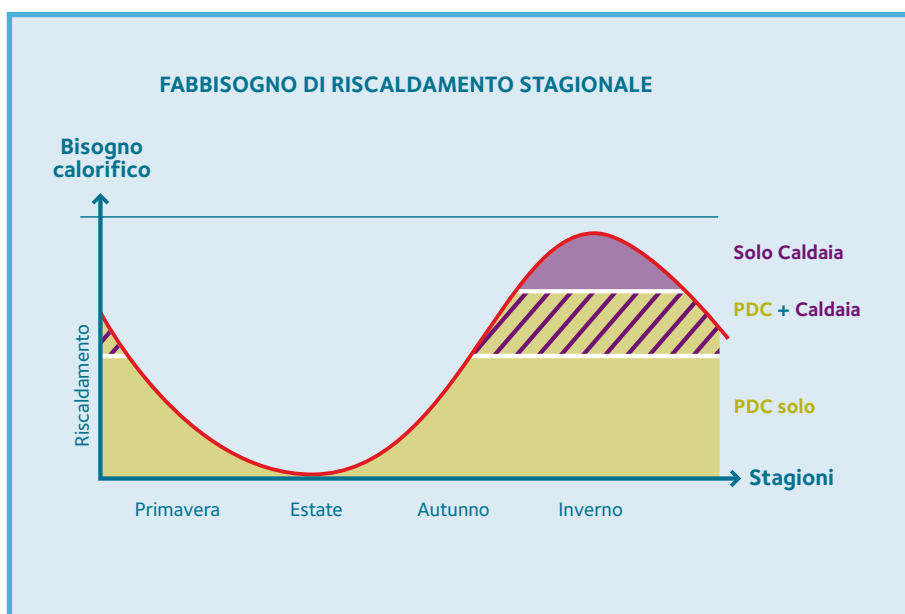 FABBISOGNO DI RISCALDAMENTO STAGIONALE
Bisogno
calorifico
Solo Caldaia
PDC + Caldaia
Riscaldamento
PDC solo
Stagioni
Primavera
Estate
Autunno
Inverno